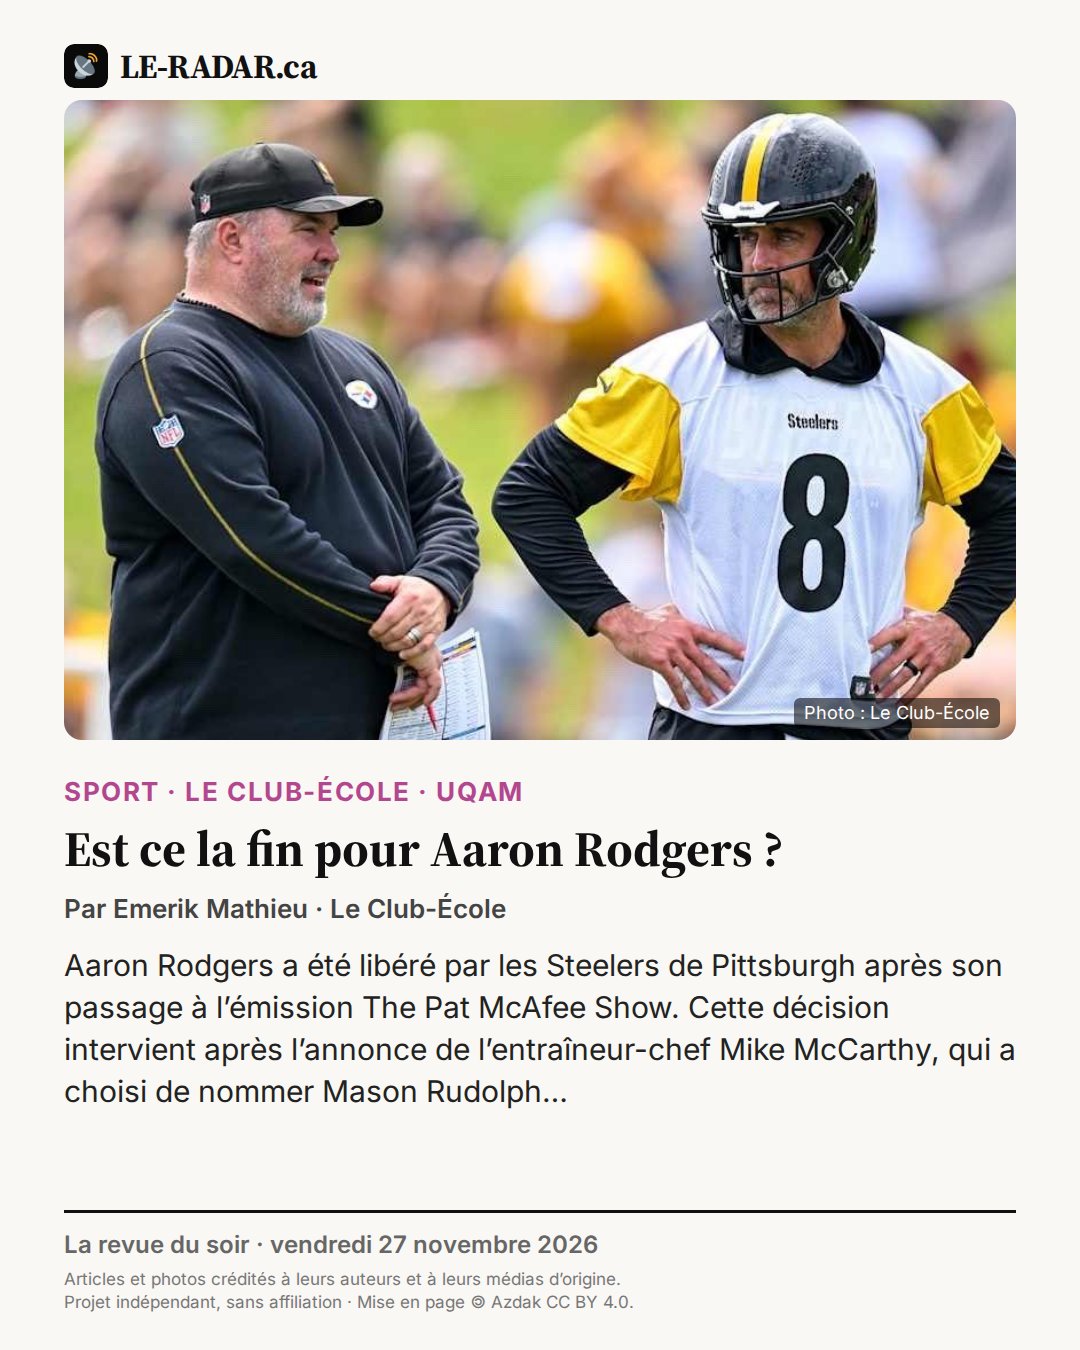 LE-RADAR.ca
Steelers
8
Photo : Le Club-École
SPORT · LE CLUB-ÉCOLE · UQAM
Est ce la fin pour Aaron Rodgers ?
Par Emerik Mathieu · Le Club-École
Aaron Rodgers a été libéré par les Steelers de Pittsburgh après son
passage à l’émission The Pat McAfee Show. Cette décision
intervient après l’annonce de l’entraîneur-chef Mike McCarthy, qui a
choisi de nommer Mason Rudolph…
La revue du soir · vendredi 27 novembre 2026
Articles et photos crédités à leurs auteurs et à leurs médias d’origine.
Projet indépendant, sans affiliation · Mise en page 🄯 Azdak CC BY 4.0.